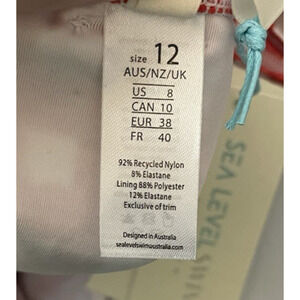 size 12
AUS/NZ/UK
US 8
CAN 10
EUR 38
FR 40
92% Recycled Nylon
8% Elastane
Lining 88% Polyester
12% Elastane
Exclusive of trim
Designed in Australia
sealevelswimaustralia.com
SEA LEVEL SWIM